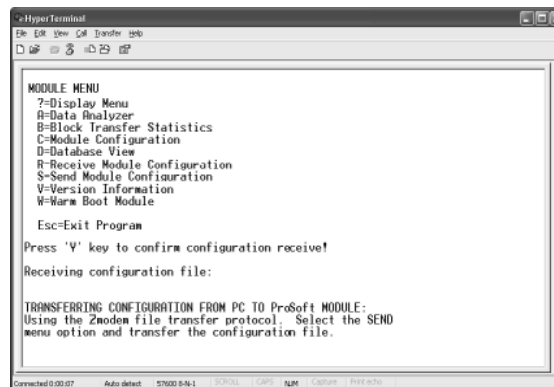 HyperTerminal
File Edit View Call Transfer Help
MODULE MENU
?=Display Menu
A=Data Analyzer
B=Block Transfer Statistics
C=Module Configuration
D=Database View
R=Receive Module Configuration
S=Send Module Configuration
V=Version Information
W=Warm Boot Module
Esc=Exit Program
Press 'Y' key to confirm configuration receive!
Receiving configuration file:
TRANSFERRING CONFIGURATION FROM PC TO ProSoft MODULE:
Using the Zmodem file transfer protocol.  Select the SEND
menu option and transfer the configuration file.
Connected 0:00:07 Auto detect 57600 8-N-1 SCROLL CAPS NUM Capture Print echo